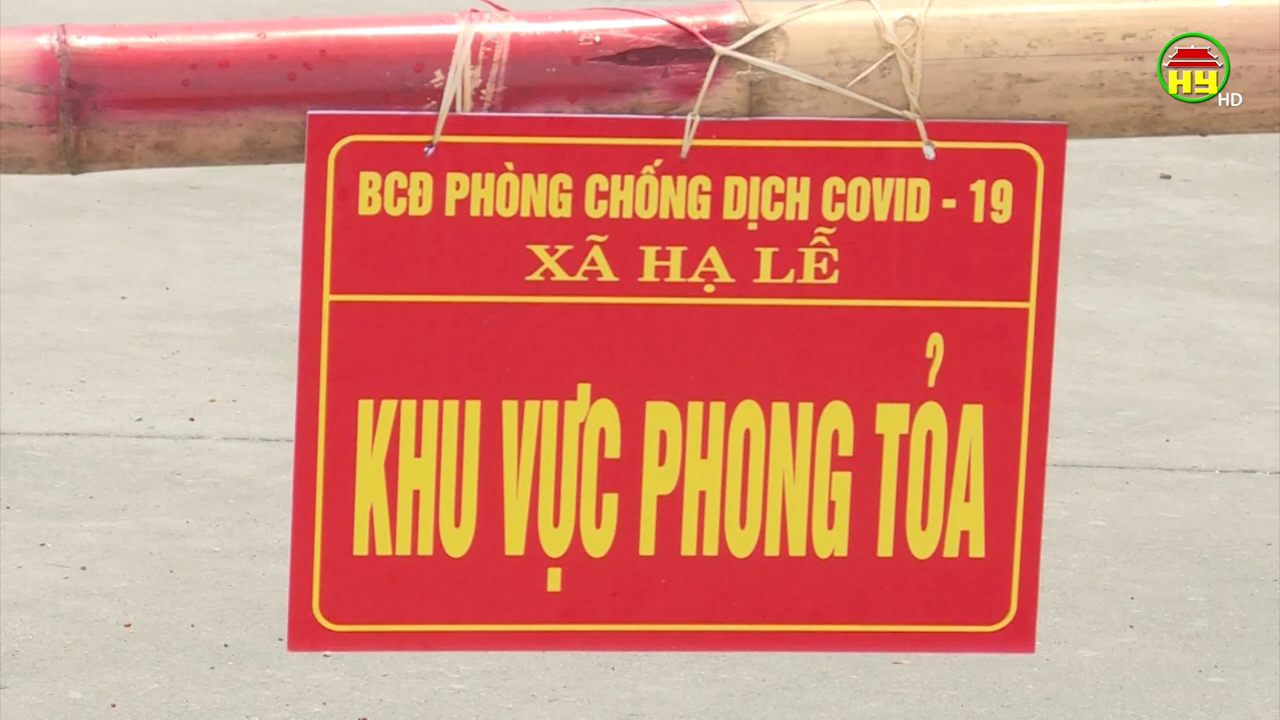 HY HD
BCĐ PHÒNG CHỐNG DỊCH COVID - 19
XÃ HẠ LỄ
KHU VỰC PHONG TỎA